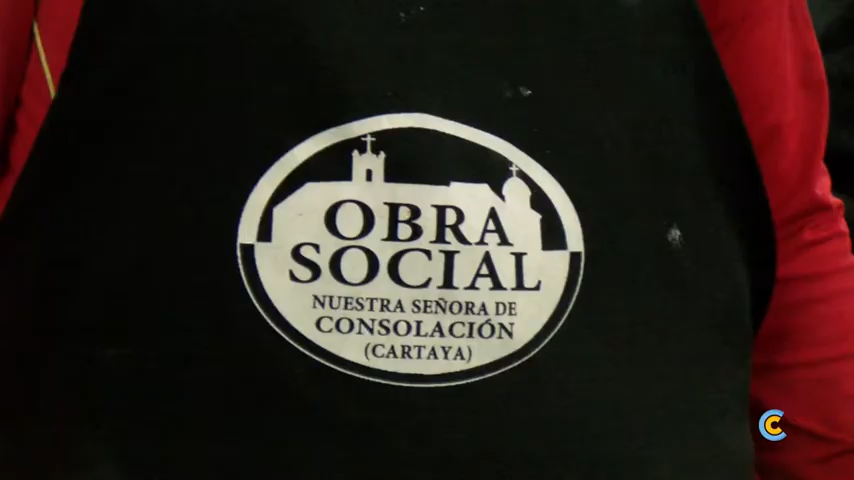 OBRA
SOCIAL
NUESTRA SEÑORA DE
CONSOLACIÓN
(CARTAYA)